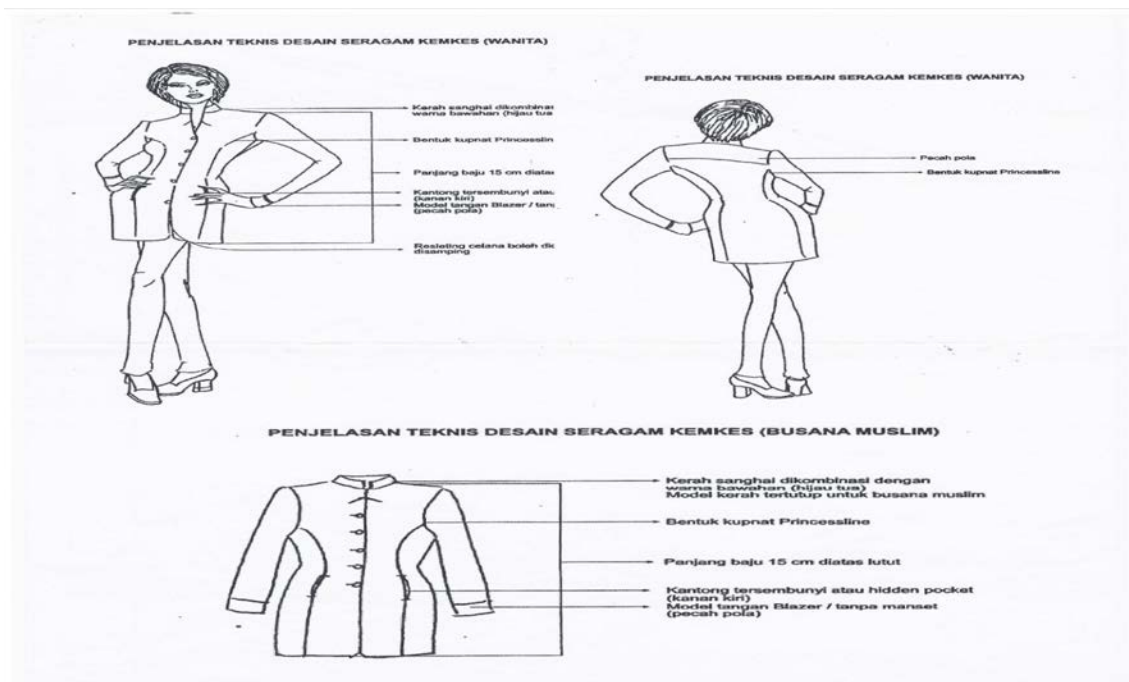 PENJELASAN TEKNIS DESAIN SERAGAM KEMKES (WANITA)
Kerah sanghai dikombinas
warna bawahan (hijau tua
Bentuk kupnat Princesslin
Panjang baju 15 cm diatas
Kantong tersembunyi atau
(kanan kiri)
Model tangan Blazer / tan
(pecah pola)
Resleting celana boleh di
disamping
PENJELASAN TEKNIS DESAIN SERAGAM KEMKES (WANITA)
Pecah pola
Bentuk kupnat Princessline
PENJELASAN TEKNIS DESAIN SERAGAM KEMKES (BUSANA MUSLIM)
Kerah sanghai dikombinasi dengan
warna bawahan (hijau tua)
Model kerah tertutup untuk busana muslim
Bentuk kupnat Princessline
Panjang baju 15 cm diatas lutut
Kantong tersembunyi atau hidden pocket
(kanan kiri)
Model tangan Blazer / tanpa manset
(pecah pola)